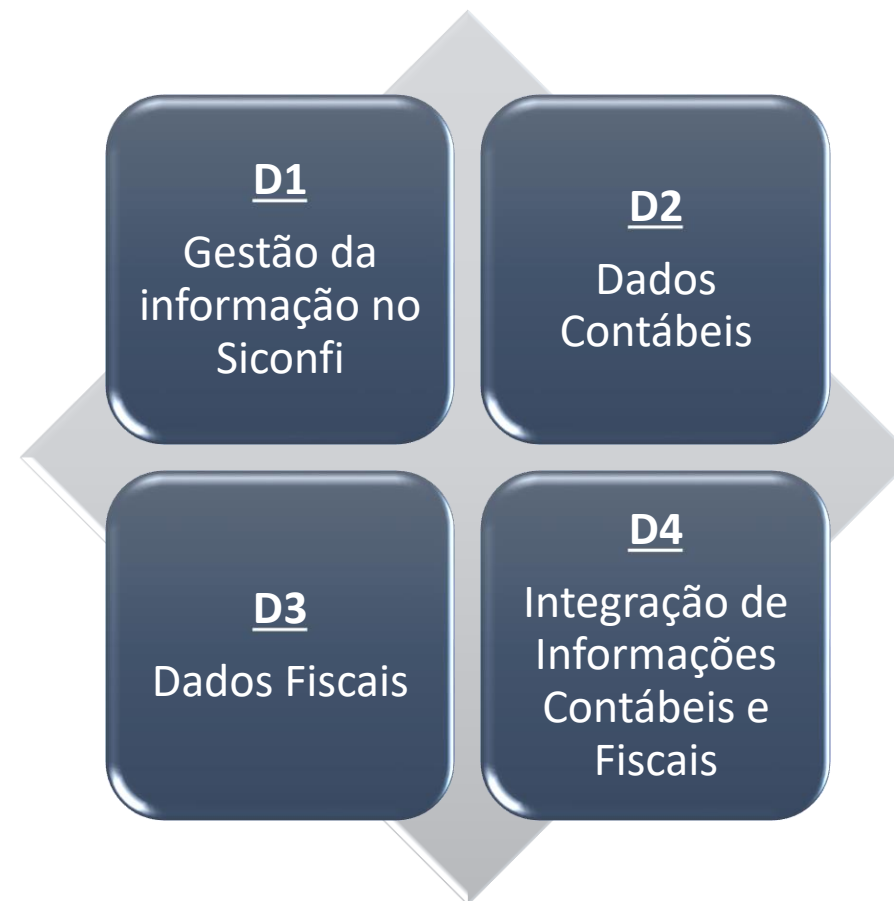 D1
Gestão da
informação no
Siconfi
D2
Dados
Contábeis
D3
Dados Fiscais
D4
Integração de
Informações
Contábeis e
Fiscais